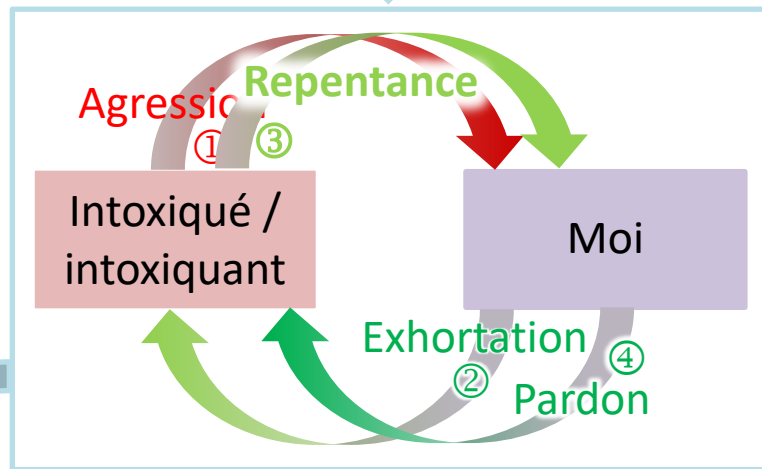 Repentance
Agression
① ③
Intoxiqué /
intoxiquant
Moi
Exhortation
② ④
Pardon